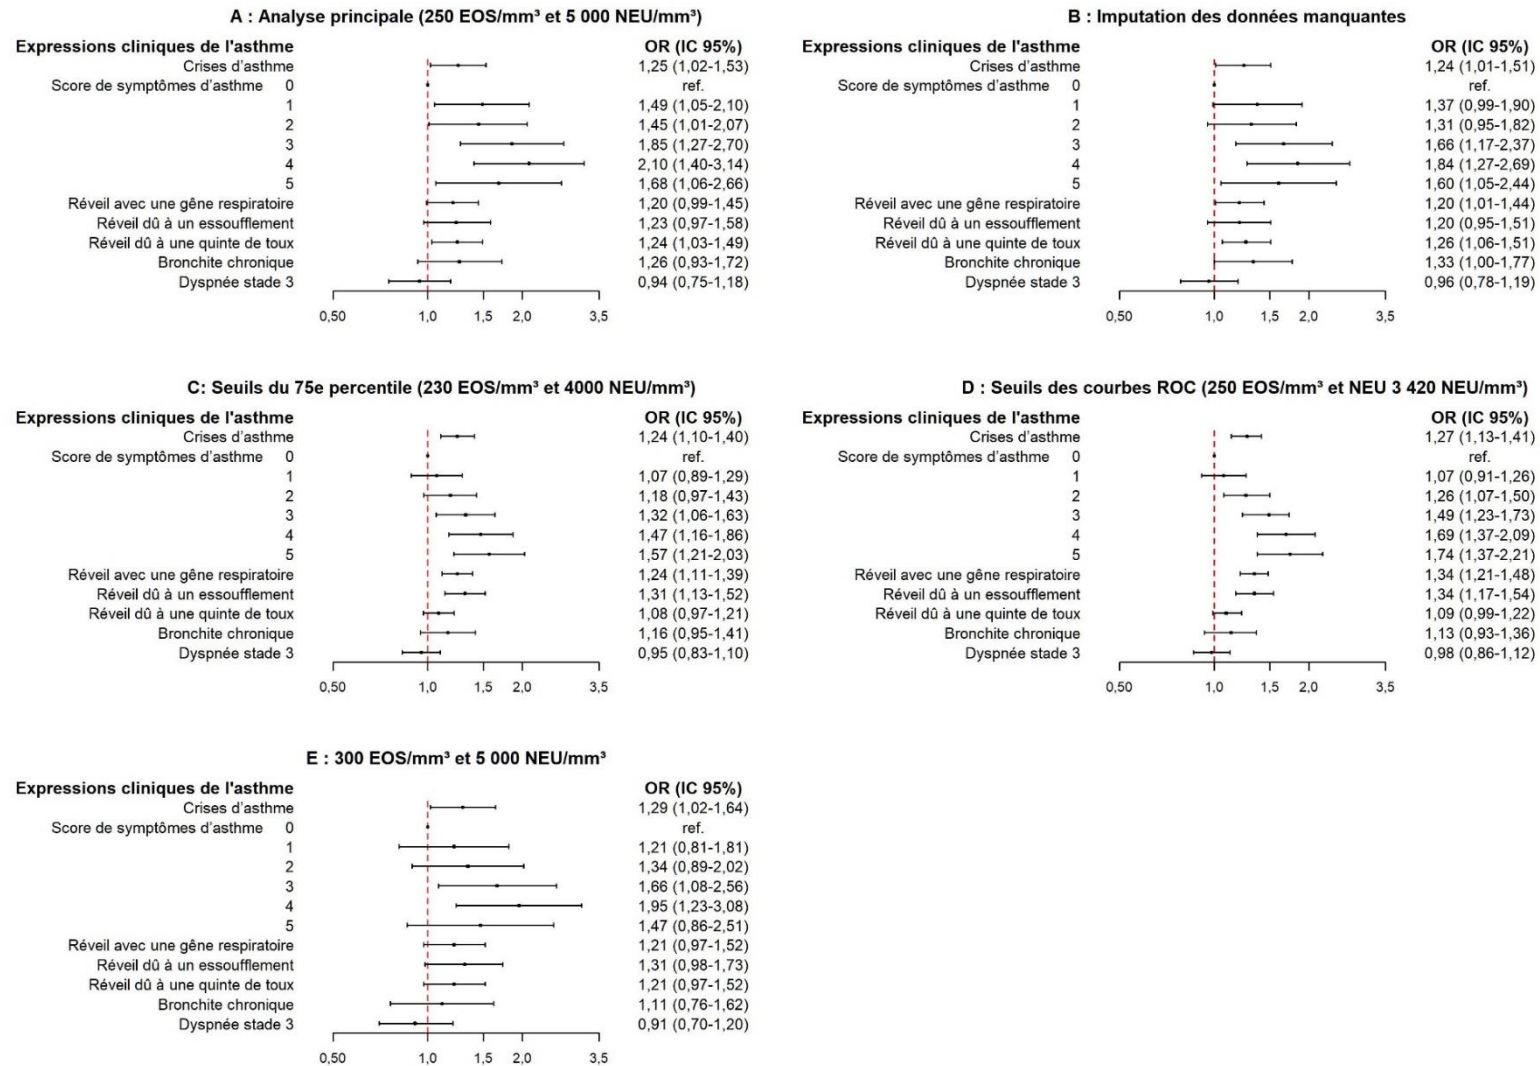 A : Analyse principale (250 EOS/mm³ et 5 000 NEU/mm³)
Expressions cliniques de l'asthme OR (IC 95%)
Crises d’asthme 1,25 (1,02-1,53)
Score de symptômes d’asthme 0 ref.
1 1,49 (1,05-2,10)
2 1,45 (1,01-2,07)
3 1,85 (1,27-2,70)
4 2,10 (1,40-3,14)
5 1,68 (1,06-2,66)
Réveil avec une gêne respiratoire 1,20 (0,99-1,45)
Réveil dû à un essoufflement 1,23 (0,97-1,58)
Réveil dû à une quinte de toux 1,24 (1,03-1,49)
Bronchite chronique 1,26 (0,93-1,72)
Dyspnée stade 3 0,94 (0,75-1,18)
0,50 1,0 1,5 2,0 3,5
B : Imputation des données manquantes
Expressions cliniques de l'asthme OR (IC 95%)
Crises d’asthme 1,24 (1,01-1,51)
Score de symptômes d’asthme 0 ref.
1 1,37 (0,99-1,90)
2 1,31 (0,95-1,82)
3 1,66 (1,17-2,37)
4 1,84 (1,27-2,69)
5 1,60 (1,05-2,44)
Réveil avec une gêne respiratoire 1,20 (1,01-1,44)
Réveil dû à un essoufflement 1,20 (0,95-1,51)
Réveil dû à une quinte de toux 1,26 (1,06-1,51)
Bronchite chronique 1,33 (1,00-1,77)
Dyspnée stade 3 0,96 (0,78-1,19)
0,50 1,0 1,5 2,0 3,5
C: Seuils du 75e percentile (230 EOS/mm³ et 4000 NEU/mm³)
Expressions cliniques de l'asthme OR (IC 95%)
Crises d’asthme 1,24 (1,10-1,40)
Score de symptômes d’asthme 0 ref.
1 1,07 (0,89-1,29)
2 1,18 (0,97-1,43)
3 1,32 (1,06-1,63)
4 1,47 (1,16-1,86)
5 1,57 (1,21-2,03)
Réveil avec une gêne respiratoire 1,24 (1,11-1,39)
Réveil dû à un essoufflement 1,31 (1,13-1,52)
Réveil dû à une quinte de toux 1,08 (0,97-1,21)
Bronchite chronique 1,16 (0,95-1,41)
Dyspnée stade 3 0,95 (0,83-1,10)
0,50 1,0 1,5 2,0 3,5
D : Seuils des courbes ROC (250 EOS/mm³ et NEU 3 420 NEU/mm³)
Expressions cliniques de l'asthme OR (IC 95%)
Crises d’asthme 1,27 (1,13-1,41)
Score de symptômes d’asthme 0 ref.
1 1,07 (0,91-1,26)
2 1,26 (1,07-1,50)
3 1,49 (1,23-1,73)
4 1,69 (1,37-2,09)
5 1,74 (1,37-2,21)
Réveil avec une gêne respiratoire 1,34 (1,21-1,48)
Réveil dû à un essoufflement 1,34 (1,17-1,54)
Réveil dû à une quinte de toux 1,09 (0,99-1,22)
Bronchite chronique 1,13 (0,93-1,36)
Dyspnée stade 3 0,98 (0,86-1,12)
0,50 1,0 1,5 2,0 3,5
E : 300 EOS/mm³ et 5 000 NEU/mm³
Expressions cliniques de l'asthme OR (IC 95%)
Crises d’asthme 1,29 (1,02-1,64)
Score de symptômes d’asthme 0 ref.
1 1,21 (0,81-1,81)
2 1,34 (0,89-2,02)
3 1,66 (1,08-2,56)
4 1,95 (1,23-3,08)
5 1,47 (0,86-2,51)
Réveil avec une gêne respiratoire 1,21 (0,97-1,52)
Réveil dû à un essoufflement 1,31 (0,98-1,73)
Réveil dû à une quinte de toux 1,21 (0,97-1,52)
Bronchite chronique 1,11 (0,76-1,62)
Dyspnée stade 3 0,91 (0,70-1,20)
0,50 1,0 1,5 2,0 3,5